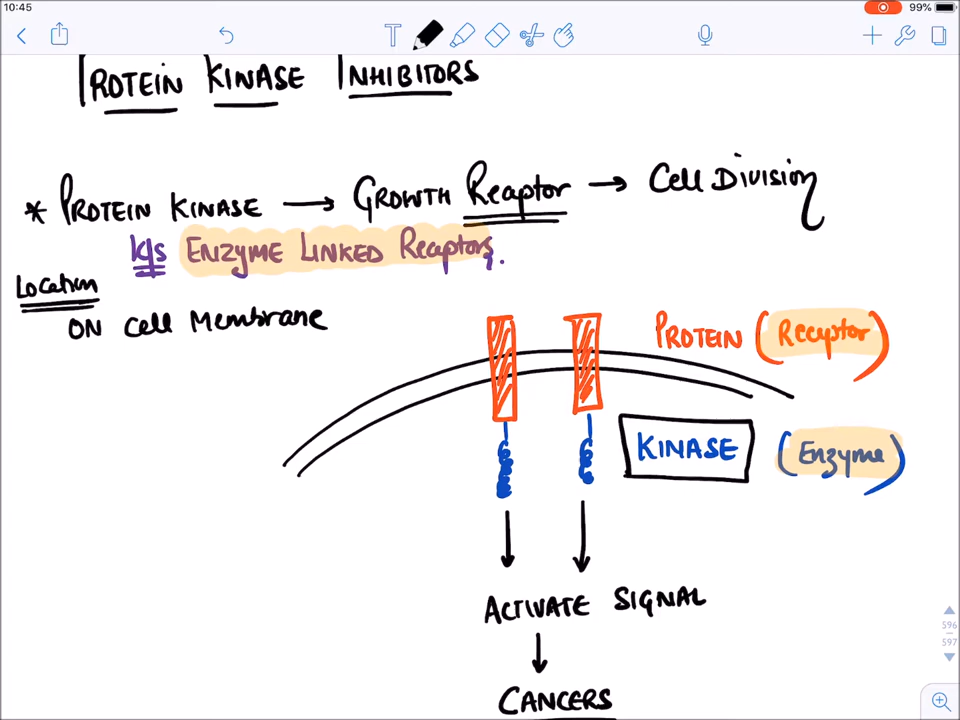 10:45
99%
T
PROTEIN KINASE INHIBITORS
* PROTEIN KINASE → GROWTH Receptor → Cell Division
k/s ENZYME LINKED Receptors.
Location
ON cell Membrane
PROTEIN (Receptor)
KINASE (Enzyme)
ACTIVATE SIGNAL
CANCERS
596
597